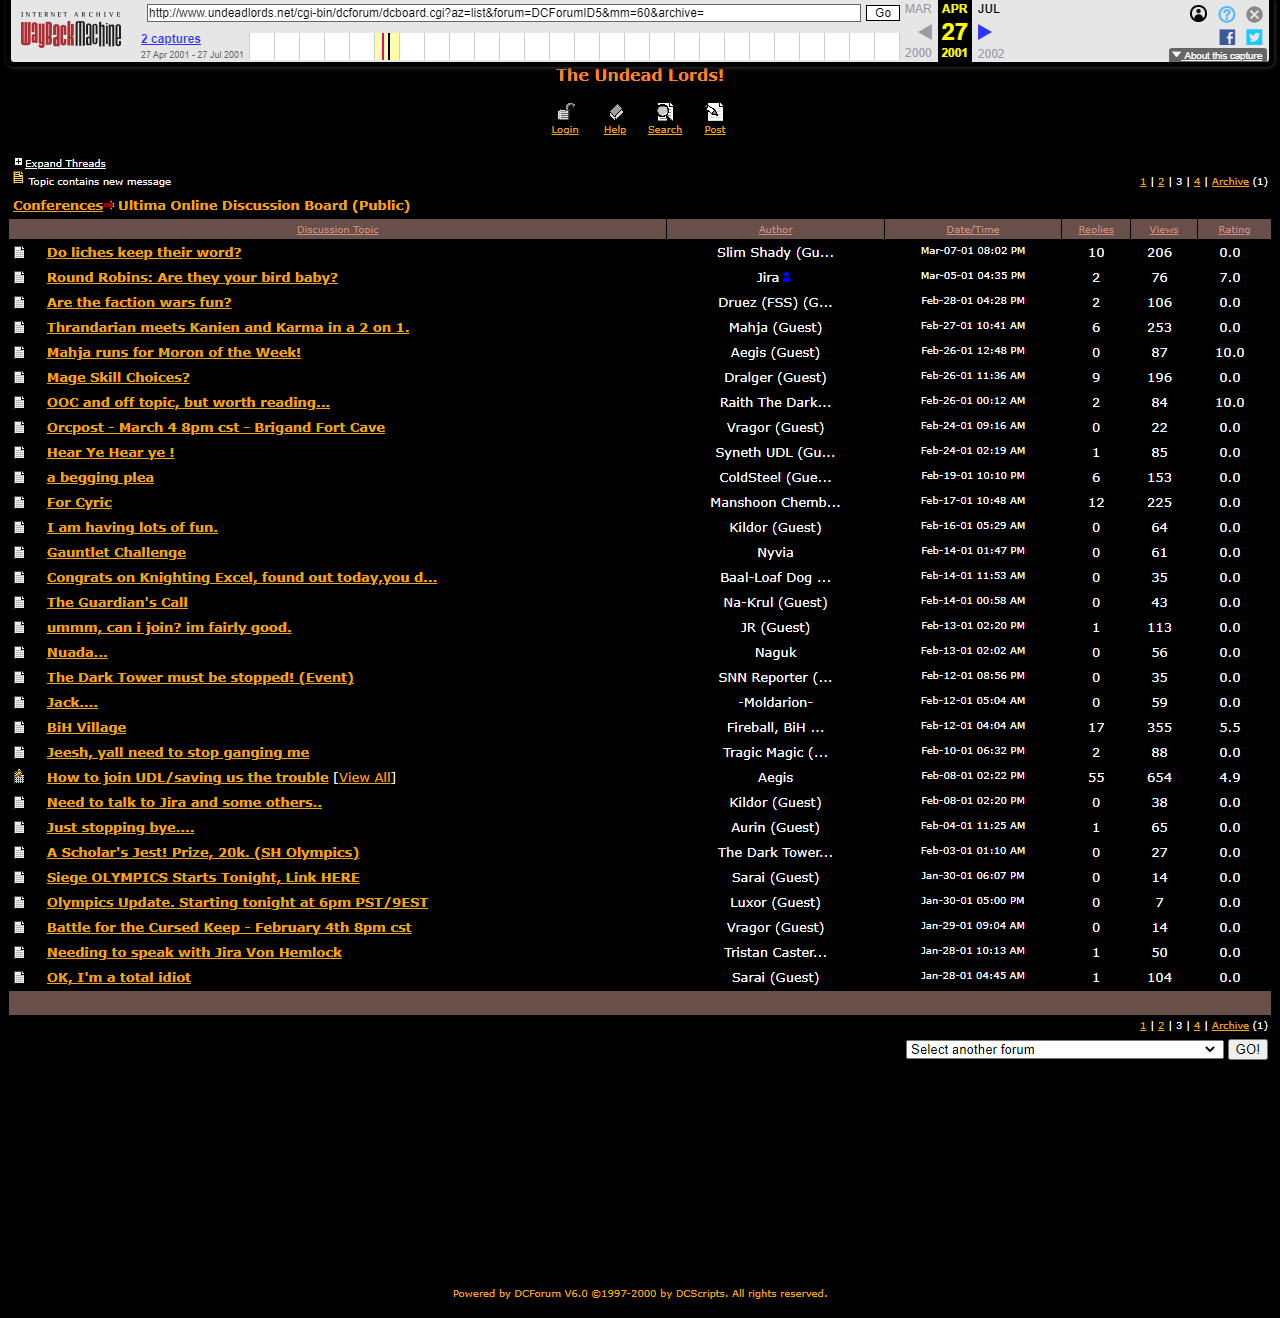 INTERNET ARCHIVE
WayBackMachine
http://www.undeadlords.net/cgi-bin/dcforum/dcboard.cgi?az=list&forum=DCForumID5&mm=60&archive= Go
MAR APR JUL
2 captures
27
27 Apr 2001 - 27 Jul 2001
2000 2001 2002
About this capture
The Undead Lords!
Login Help Search Post
Expand Threads
Topic contains new message
1 | 2 | 3 | 4 | Archive (1)
Conferences Ultima Online Discussion Board (Public)
Discussion Topic Author Date/Time Replies Views Rating
Do liches keep their word? Slim Shady (Gu... Mar-07-01 08:02 PM 10 206 0.0
Round Robins: Are they your bird baby? Jira Mar-05-01 04:35 PM 2 76 7.0
Are the faction wars fun? Druez (FSS) (G... Feb-28-01 04:28 PM 2 106 0.0
Thrandarian meets Kanien and Karma in a 2 on 1. Mahja (Guest) Feb-27-01 10:41 AM 6 253 0.0
Mahja runs for Moron of the Week! Aegis (Guest) Feb-26-01 12:48 PM 0 87 10.0
Mage Skill Choices? Dralger (Guest) Feb-26-01 11:36 AM 9 196 0.0
OOC and off topic, but worth reading... Raith The Dark... Feb-26-01 00:12 AM 2 84 10.0
Orcpost - March 4 8pm cst - Brigand Fort Cave Vragor (Guest) Feb-24-01 09:16 AM 0 22 0.0
Hear Ye Hear ye ! Syneth UDL (Gu... Feb-24-01 02:19 AM 1 85 0.0
a begging plea ColdSteel (Gue... Feb-19-01 10:10 PM 6 153 0.0
For Cyric Manshoon Chemb... Feb-17-01 10:48 AM 12 225 0.0
I am having lots of fun. Kildor (Guest) Feb-16-01 05:29 AM 0 64 0.0
Gauntlet Challenge Nyvia Feb-14-01 01:47 PM 0 61 0.0
Congrats on Knighting Excel, found out today,you d... Baal-Loaf Dog ... Feb-14-01 11:53 AM 0 35 0.0
The Guardian's Call Na-Krul (Guest) Feb-14-01 00:58 AM 0 43 0.0
ummm, can i join? im fairly good. JR (Guest) Feb-13-01 02:20 PM 1 113 0.0
Nuada... Naguk Feb-13-01 02:02 AM 0 56 0.0
The Dark Tower must be stopped! (Event) SNN Reporter (... Feb-12-01 08:56 PM 0 35 0.0
Jack.... -Moldarion- Feb-12-01 05:04 AM 0 59 0.0
BiH Village Fireball, BiH ... Feb-12-01 04:04 AM 17 355 5.5
Jeesh, yall need to stop ganging me Tragic Magic (... Feb-10-01 06:32 PM 2 88 0.0
How to join UDL/saving us the trouble [View All] Aegis Feb-08-01 02:22 PM 55 654 4.9
Need to talk to Jira and some others.. Kildor (Guest) Feb-08-01 02:20 PM 0 38 0.0
Just stopping bye.... Aurin (Guest) Feb-04-01 11:25 AM 1 65 0.0
A Scholar's Jest! Prize, 20k. (SH Olympics) The Dark Tower... Feb-03-01 01:10 AM 0 27 0.0
Siege OLYMPICS Starts Tonight, Link HERE Sarai (Guest) Jan-30-01 06:07 PM 0 14 0.0
Olympics Update. Starting tonight at 6pm PST/9EST Luxor (Guest) Jan-30-01 05:00 PM 0 7 0.0
Battle for the Cursed Keep - February 4th 8pm cst Vragor (Guest) Jan-29-01 09:04 AM 0 14 0.0
Needing to speak with Jira Von Hemlock Tristan Caster... Jan-28-01 10:13 AM 1 50 0.0
OK, I'm a total idiot Sarai (Guest) Jan-28-01 04:45 AM 1 104 0.0
1 | 2 | 3 | 4 | Archive (1)
Select another forum GO!
Powered by DCForum V6.0 ©1997-2000 by DCScripts. All rights reserved.